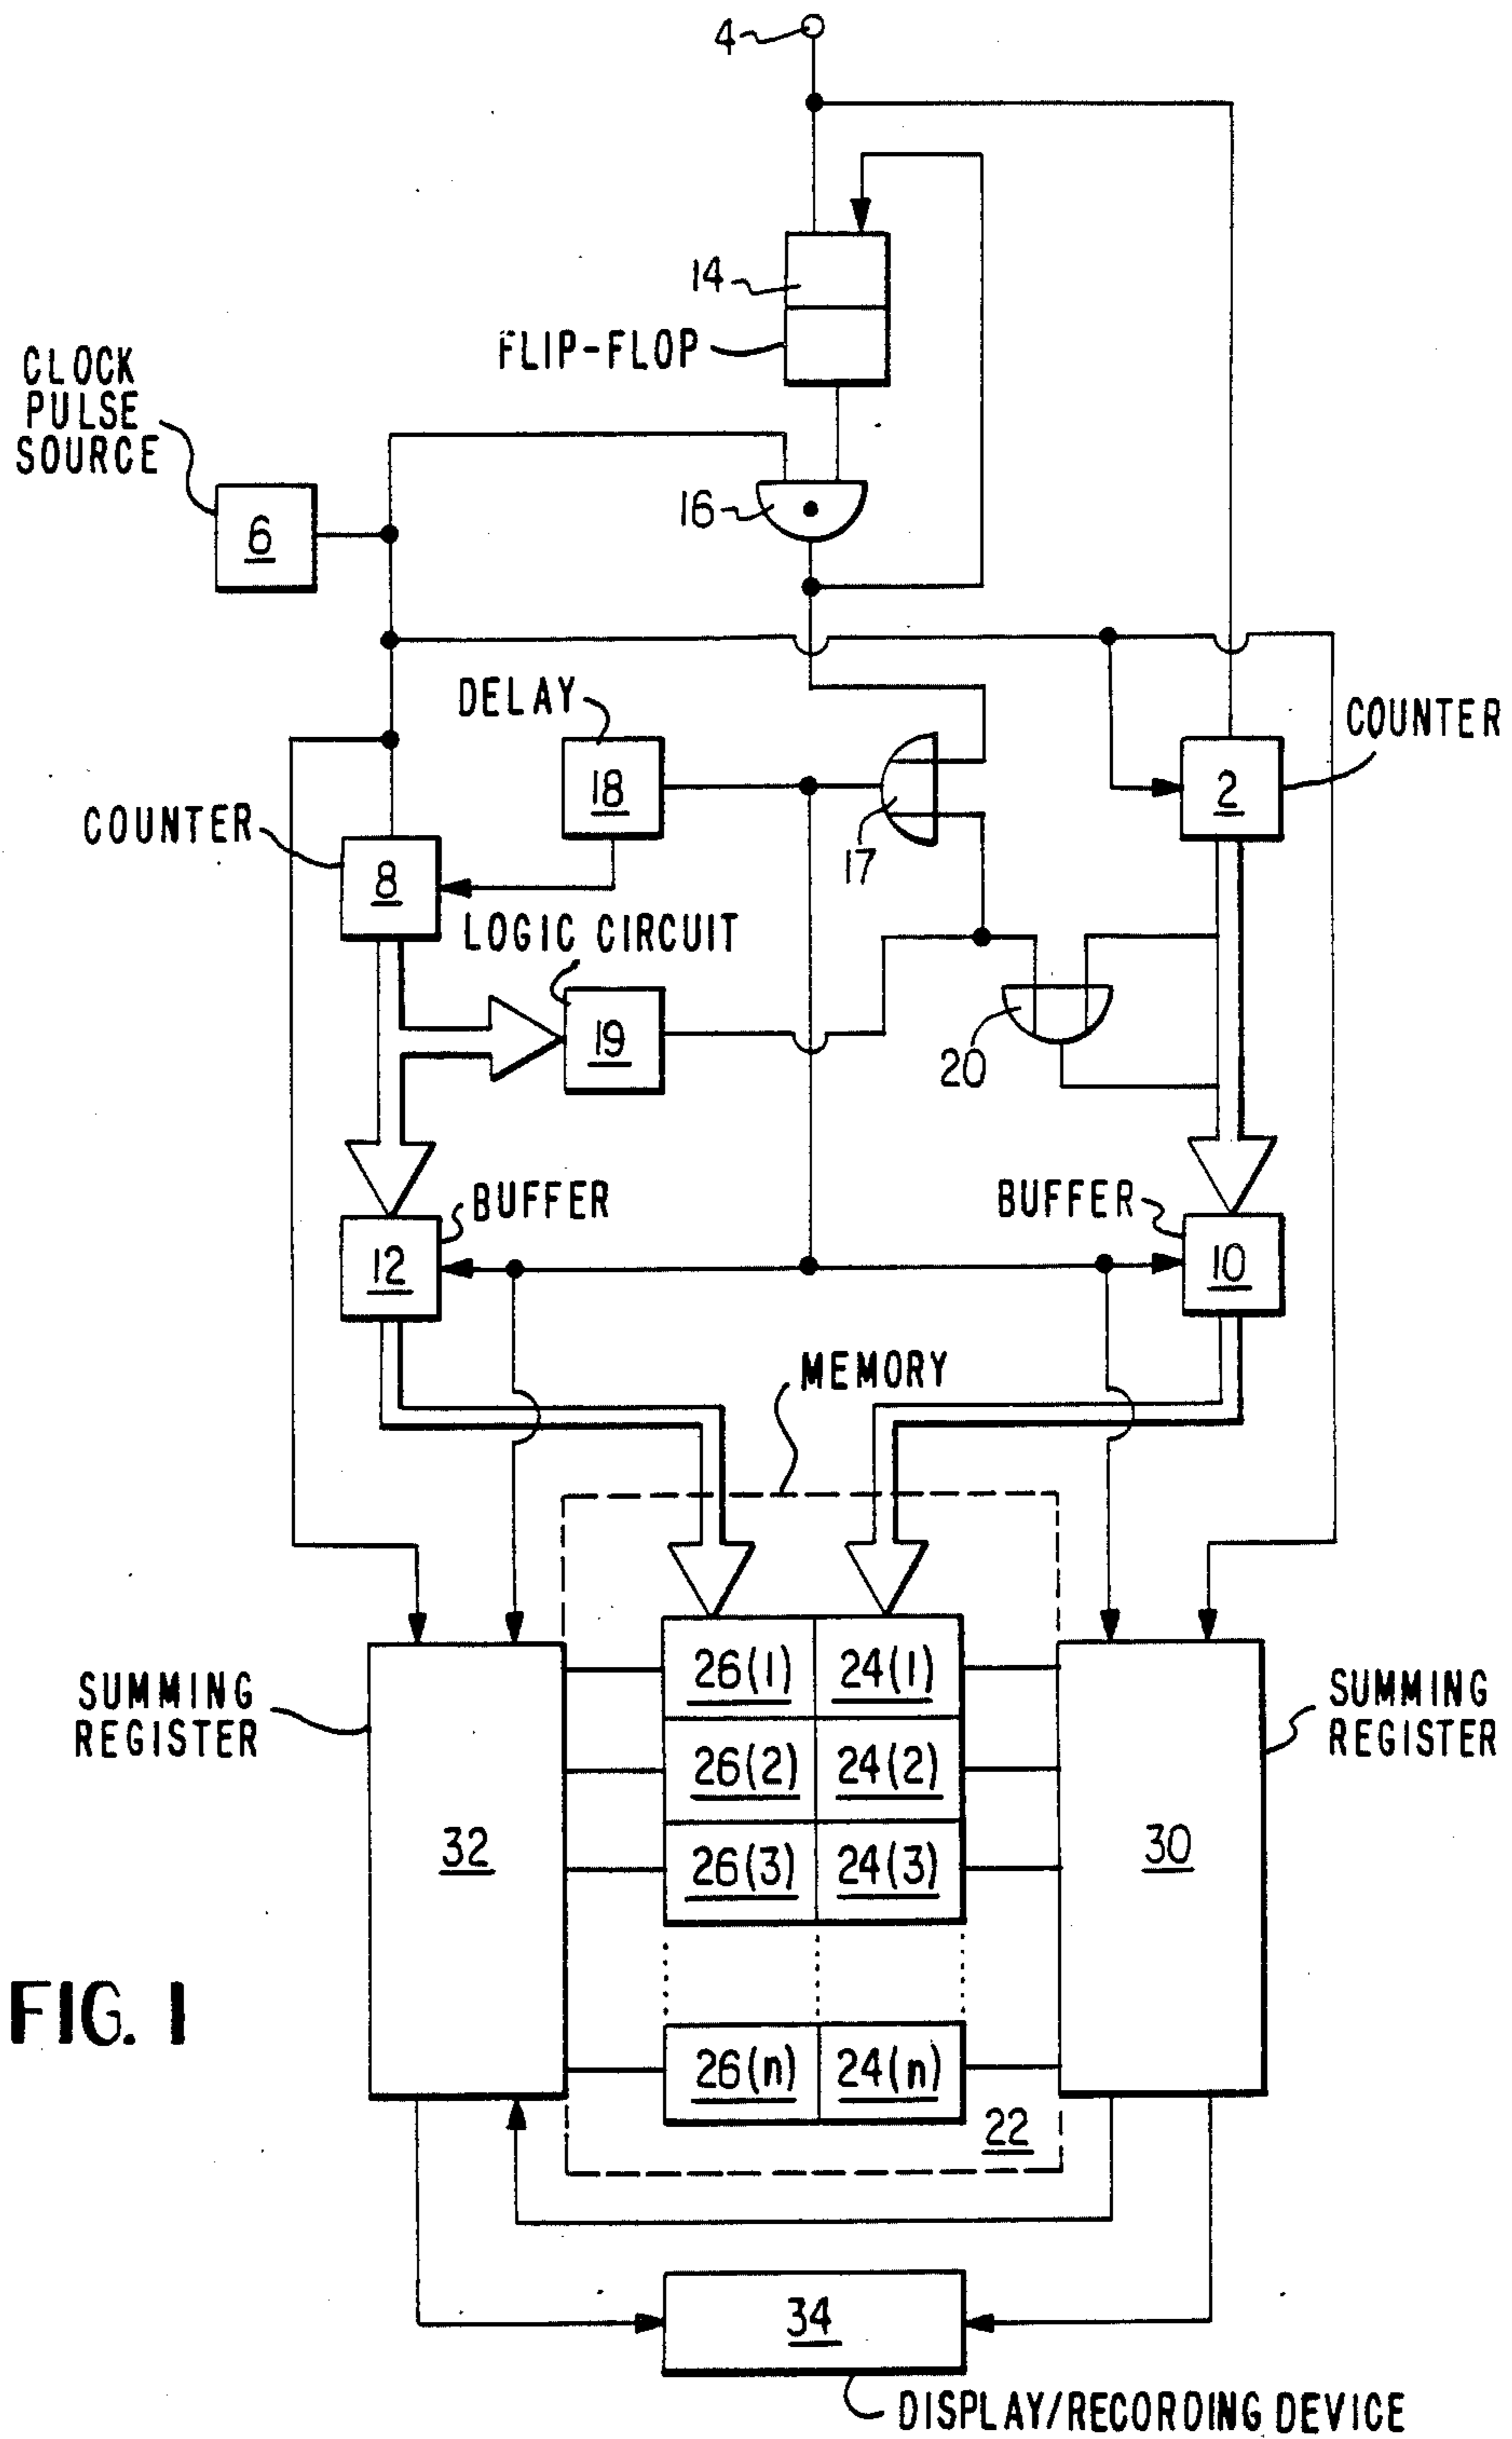 4
14
FLIP-FLOP
CLOCK
PULSE
SOURCE
6
16
DELAY
18
17
COUNTER
2
COUNTER
8
LOGIC CIRCUIT
19
20
BUFFER
12
BUFFER
10
MEMORY
26(1)
24(1)
26(2)
24(2)
26(3)
24(3)
26(n)
24(n)
22
SUMMING
REGISTER
32
30
SUMMING
REGISTER
FIG. 1
34
DISPLAY/RECORDING DEVICE